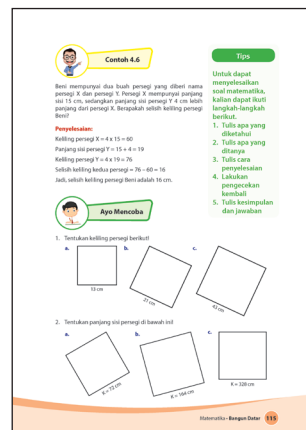 Contoh 4.6
Beni mempunyai dua buah persegi yang diberi nama
persegi X dan persegi Y. Persegi X mempunyai panjang
sisi 15 cm, sedangkan panjang sisi persegi Y 4 cm lebih
panjang dari persegi X. Berapakah selisih keliling persegi
Beni?
Penyelesaian:
Keliling persegi X = 4 x 15 = 60
Panjang sisi persegi Y = 15 + 4 = 19
Keliling persegi Y = 4 x 19 = 76
Selisih keliling kedua persegi = 76 – 60 = 16
Jadi, selisih keliling persegi Beni adalah 16 cm.
Tips
Untuk dapat
menyelesaikan
soal matematika,
kalian dapat ikuti
langkah-langkah
berikut.
1. Tulis apa yang
diketahui
2. Tulis apa yang
ditanya
3. Tulis cara
penyelesaian
4. Lakukan
pengecekan
kembali
5. Tulis kesimpulan
dan jawaban
Ayo Mencoba
1. Tentukan keliling persegi berikut!
a.
b.
c.
13 cm
21 cm
43 cm
2. Tentukan panjang sisi persegi di bawah ini!
a.
b.
c.
K = 72 cm
K = 164 cm
K = 328 cm
Matematika - Bangun Datar 115